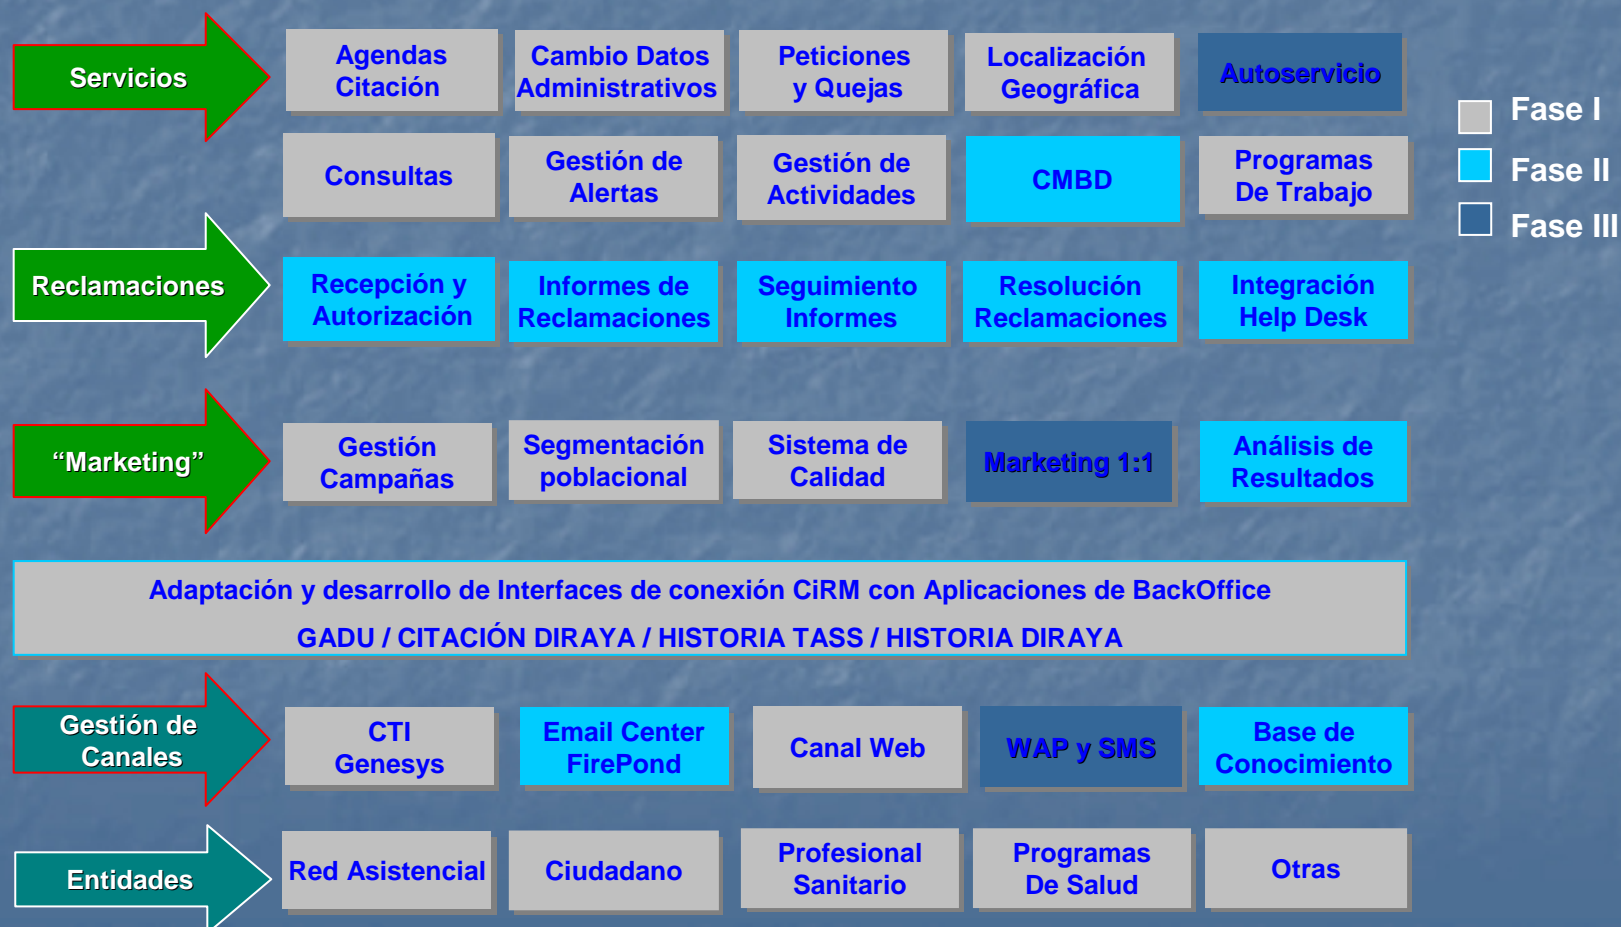 Servicios
Agendas
Citación
Cambio Datos
Administrativos
Peticiones
y Quejas
Localización
Geográfica
Autoservicio
Fase I
Fase II
Fase III
Consultas
Gestión de
Alertas
Gestión de
Actividades
CMBD
Programas
De Trabajo
Reclamaciones
Recepción y
Autorización
Informes de
Reclamaciones
Seguimiento
Informes
Resolución
Reclamaciones
Integración
Help Desk
“Marketing”
Gestión
Campañas
Segmentación
poblacional
Sistema de
Calidad
Marketing 1:1
Análisis de
Resultados
Adaptación y desarrollo de Interfaces de conexión CiRM con Aplicaciones de BackOffice
GADU / CITACIÓN DIRAYA / HISTORIA TASS / HISTORIA DIRAYA
Gestión de
Canales
CTI
Genesys
Email Center
FirePond
Canal Web
WAP y SMS
Base de
Conocimiento
Entidades
Red Asistencial
Ciudadano
Profesional
Sanitario
Programas
De Salud
Otras